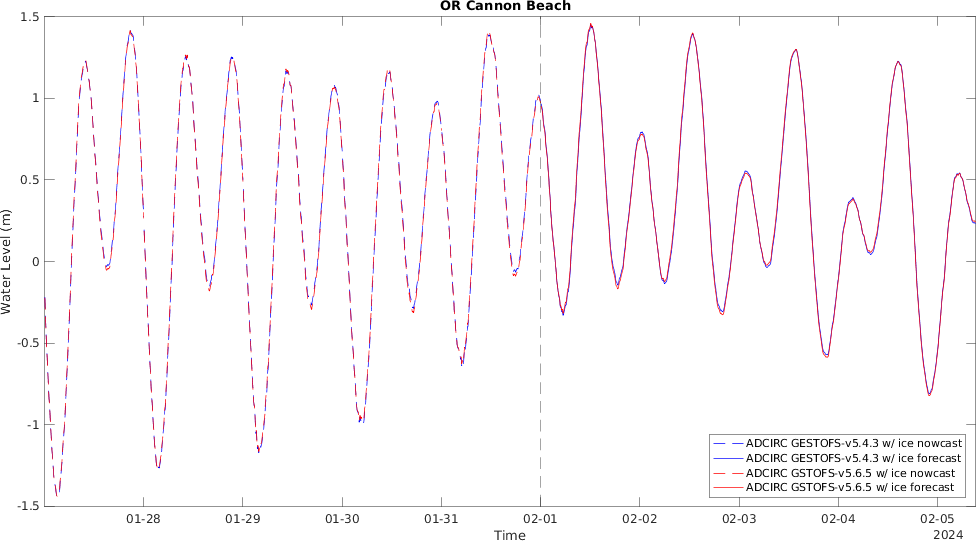 OR Cannon Beach
1.5
1
0.5
0
-0.5
-1
-1.5
Water Level (m)
01-28
01-29
01-30
01-31
02-01
02-02
02-03
02-04
02-05
Time
2024
ADCIRC GESTOFS-v5.4.3 w/ ice nowcast
ADCIRC GESTOFS-v5.4.3 w/ ice forecast
ADCIRC GSTOFS-v5.6.5 w/ ice nowcast
ADCIRC GSTOFS-v5.6.5 w/ ice forecast